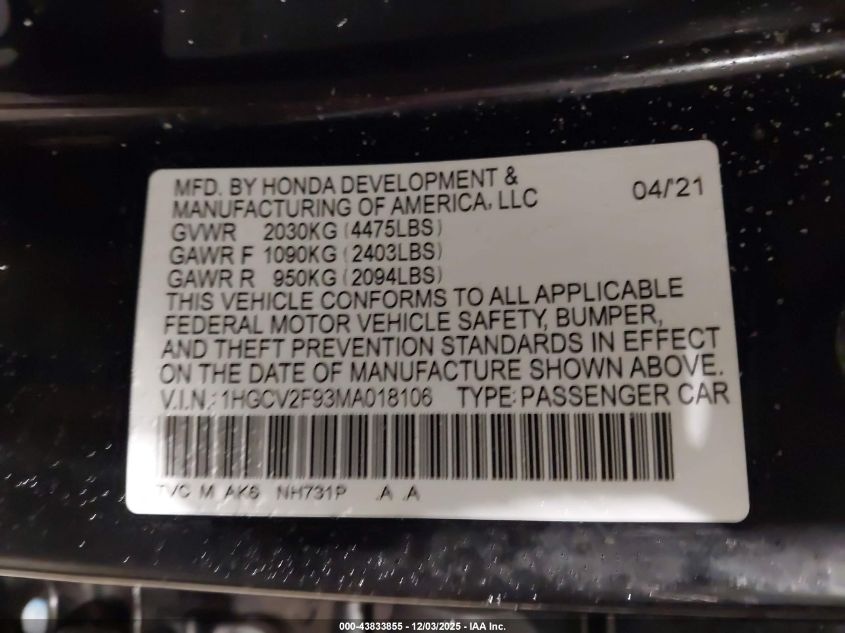 MFD. BY HONDA DEVELOPMENT & 04/'21
MANUFACTURING OF AMERICA, LLC
GVWR 2030KG (4475LBS)
GAWR F 1090KG (2403LBS)
GAWR R 950KG (2094LBS)
THIS VEHICLE CONFORMS TO ALL APPLICABLE
FEDERAL MOTOR VEHICLE SAFETY, BUMPER,
AND THEFT PREVENTION STANDARDS IN EFFECT
ON THE DATE OF MANUFACTURE SHOWN ABOVE.
V.I.N.: 1HGCV2F93MA018106 TYPE: PASSENGER CAR
TVC M AK6 NH731P .A .A
000-43833855 - 12/03/2025 - IAA Inc.